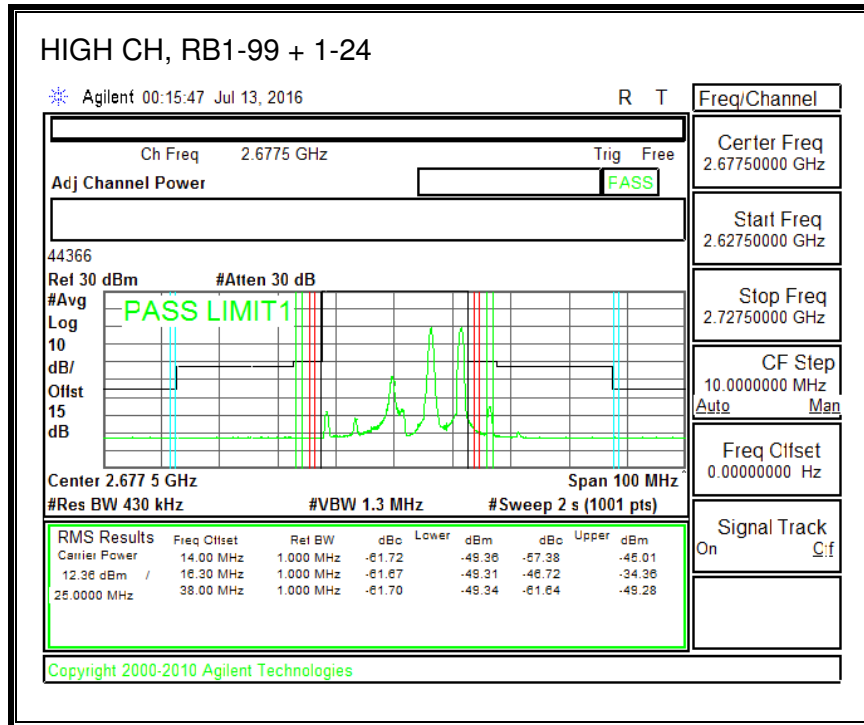 HIGH CH, RB1-99 + 1-24
Agilent 00:15:47 Jul 13, 2016 R T
Freq/Channel
Ch Freq 2.6775 GHz Trig Free
Adj Channel Power FASS
Center Freq
2.67750000 GHz
Start Freq
2.62750000 GHz
44366
Ref 30 dBm #Atten 30 dB
#Avg
Log
10
dB/
Offst
15
dB
PASS LIMIT1
Stop Freq
2.72750000 GHz
CF Step
10.0000000 MHz
Auto Man
Freq Offset
0.00000000 Hz
Center 2.677 5 GHz Span 100 MHz
#Res BW 430 kHz #VBW 1.3 MHz #Sweep 2 s (1001 pts)
Signal Track
On Off
RMS Results Freq Offset Ref BW dBc Lower dBm dBc Upper dBm
Carrier Power 14.00 MHz 1.000 MHz -61.72 -49.36 -57.38 -45.01
12.36 dBm / 16.30 MHz 1.000 MHz -61.67 -49.31 -46.72 -34.36
25.0000 MHz 38.00 MHz 1.000 MHz -61.70 -49.34 -61.64 -49.28
Copyright 2000-2010 Agilent Technologies